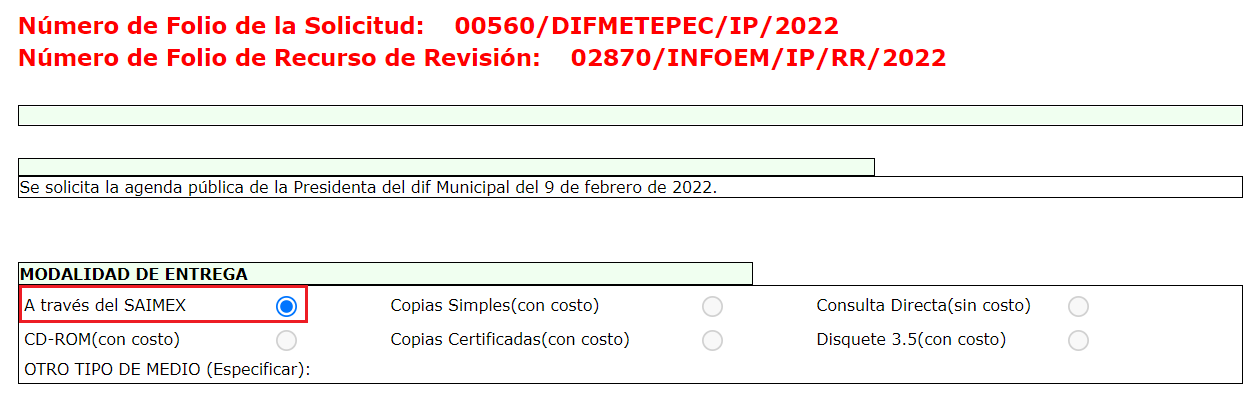 Número de Folio de la Solicitud: 00560/DIFMETEPEC/IP/2022
Número de Folio de Recurso de Revisión: 02870/INFOEM/IP/RR/2022
Se solicita la agenda pública de la Presidenta del dif Municipal del 9 de febrero de 2022.
MODALIDAD DE ENTREGA
A través del SAIMEX Copias Simples(con costo) Consulta Directa(sin costo)
CD-ROM(con costo) Copias Certificadas(con costo) Disquete 3.5(con costo)
OTRO TIPO DE MEDIO (Especificar):